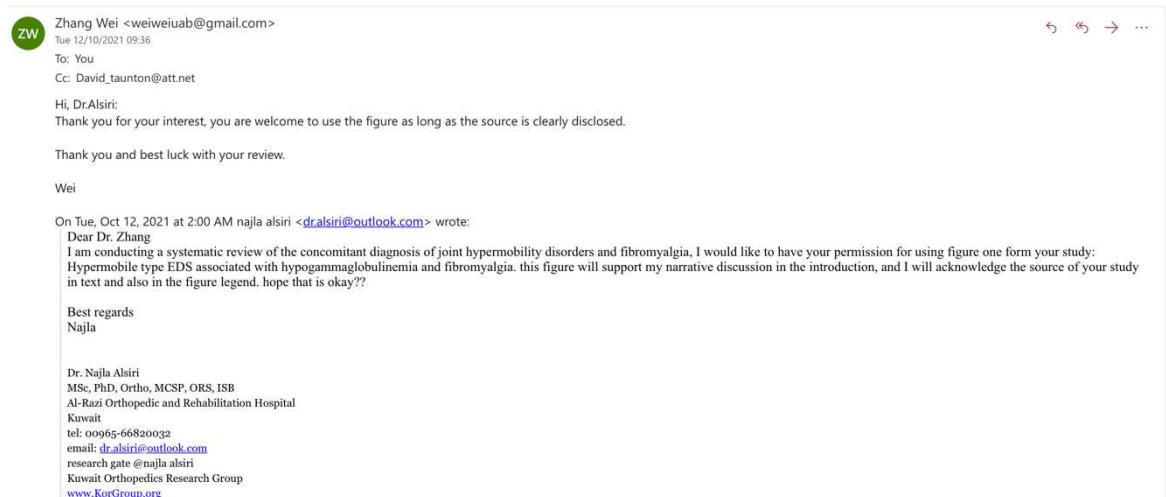 ZW
Zhang Wei <weiweiuab@gmail.com>
Tue 12/10/2021 09:36
To: You
Cc: David_taunton@att.net
Hi, Dr.Alsiri:
Thank you for your interest, you are welcome to use the figure as long as the source is clearly disclosed.
Thank you and best luck with your review.
Wei
On Tue, Oct 12, 2021 at 2:00 AM najla alsiri <dr.alsiri@outlook.com> wrote:
Dear Dr. Zhang
I am conducting a systematic review of the concomitant diagnosis of joint hypermobility disorders and fibromyalgia, I would like to have your permission for using figure one form your study:
Hypermobile type EDS associated with hypogammaglobulinemia and fibromyalgia. this figure will support my narrative discussion in the introduction, and I will acknowledge the source of your study
in text and also in the figure legend. hope that is okay??
Best regards
Najla
Dr. Najla Alsiri
MSc, PhD, Ortho, MCSP, ORS, ISB
Al-Razi Orthopedic and Rehabilitation Hospital
Kuwait
tel: 00965-66820032
email: dr.alsiri@outlook.com
research gate @najla alsiri
Kuwait Orthopedics Research Group
www.KorGroup.org